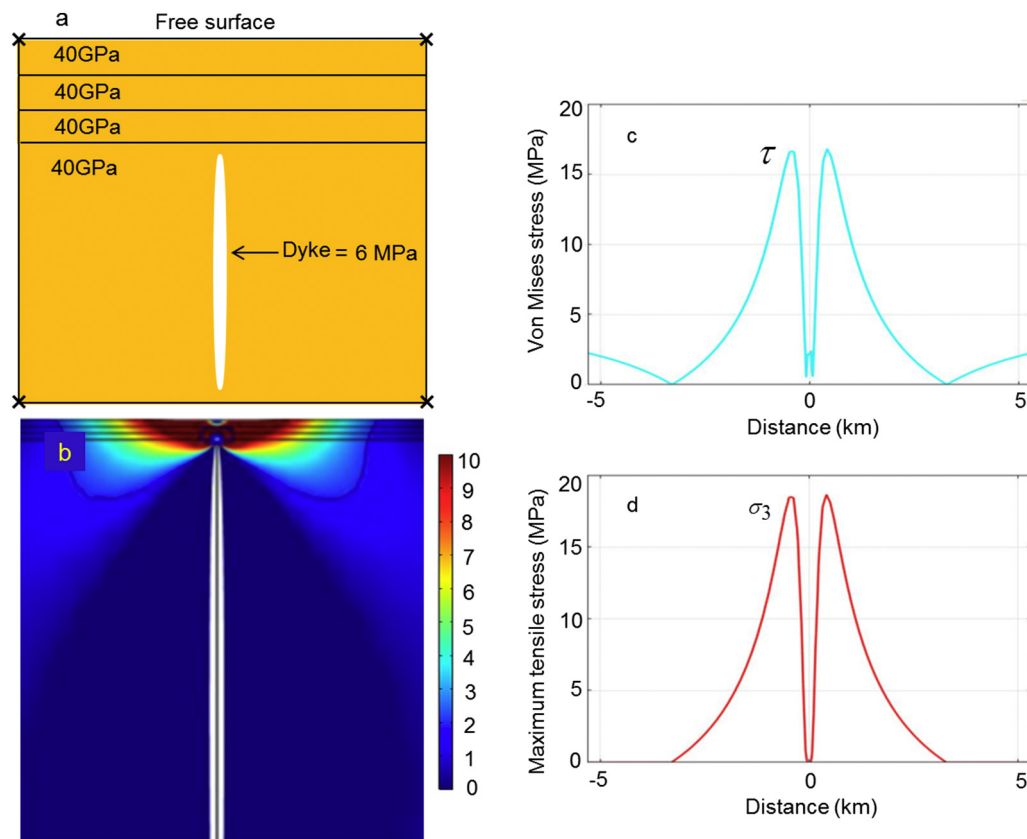 a
Free surface
40GPa
40GPa
40GPa
40GPa
Dyke = 6 MPa
b
10
9
8
7
6
5
4
3
2
1
0
c
τ
Von Mises stress (MPa)
20
15
10
5
0
-5
0
5
Distance (km)
d
σ3
Maximum tensile stress (MPa)
20
15
10
5
0
-5
0
5
Distance (km)